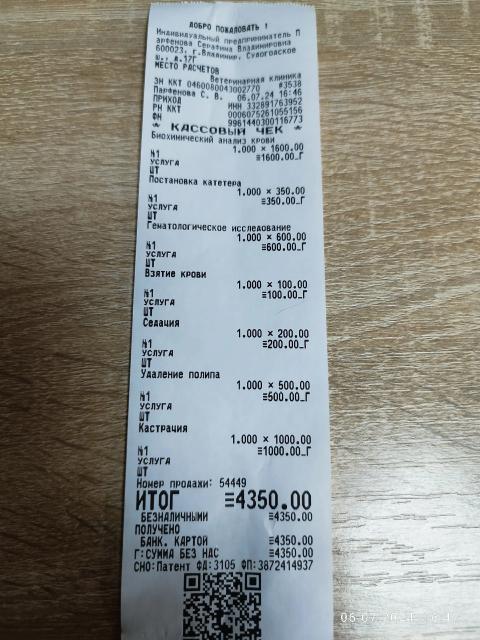 ДОБРО ПОЖАЛОВАТЬ !
Индивидуальный предприниматель П
арфенова Серафина Владимировна
600023, г.Владимир, Судогодское
ш., д.17Г
МЕСТО РАСЧЕТОВ
Ветеринарная клиника
ЗН ККТ 0460080043002770 #3538
Парфенова С. В. 06.07.24 16:46
ПРИХОД ИНН 332891763952
РН ККТ 0006075261055156
ФН 9961440300116773
* КАССОВЫЙ ЧЕК *
Биохимический анализ крови
1.000 × 1600.00
№1 ≡1600.00_Г
УСЛУГА
ШТ
Постановка катетера
1.000 × 350.00
№1 ≡350.00_Г
УСЛУГА
ШТ
Гематологическое исследование
1.000 × 600.00
№1 ≡600.00_Г
УСЛУГА
ШТ
Взятие крови
1.000 × 100.00
№1 ≡100.00_Г
УСЛУГА
ШТ
Седация
1.000 × 200.00
№1 ≡200.00_Г
УСЛУГА
ШТ
Удаление полипа
1.000 × 500.00
№1 ≡500.00_Г
УСЛУГА
ШТ
Кастрация
1.000 × 1000.00
№1 ≡1000.00_Г
УСЛУГА
ШТ
Номер продажи: 54449
ИТОГ ≡4350.00
БЕЗНАЛИЧНЫМИ ≡4350.00
ПОЛУЧЕНО
БАНК. КАРТОЙ ≡4350.00
Г:СУММА БЕЗ НДС ≡4350.00
СНО:Патент ФД:3105 ФП:3872414937